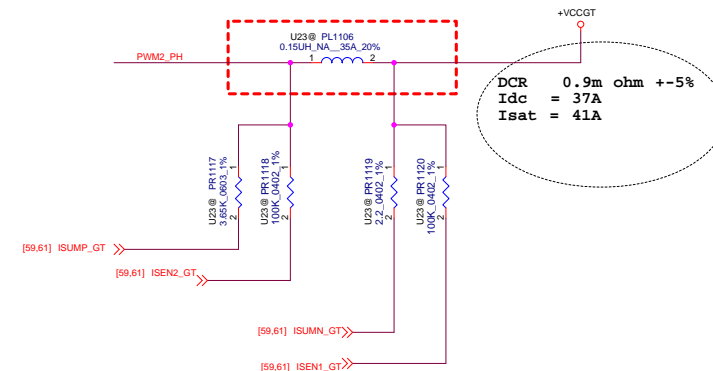 +VCCGT
U23@ PL1106
0.15UH_NA__35A_20%
PWM2_PH
1
2
DCR 0.9m ohm +-5%
Idc = 37A
Isat = 41A
U23@ PR1117
3.65K_0603_1%
1
2
U23@ PR1118
100K_0402_1%
1
2
U23@ PR1119
2.2_0402_1%
1
2
U23@ PR1120
100K_0402_1%
1
2
[59,61] ISUMP_GT
[59,61] ISEN2_GT
[59,61] ISUMN_GT
[59,61] ISEN1_GT